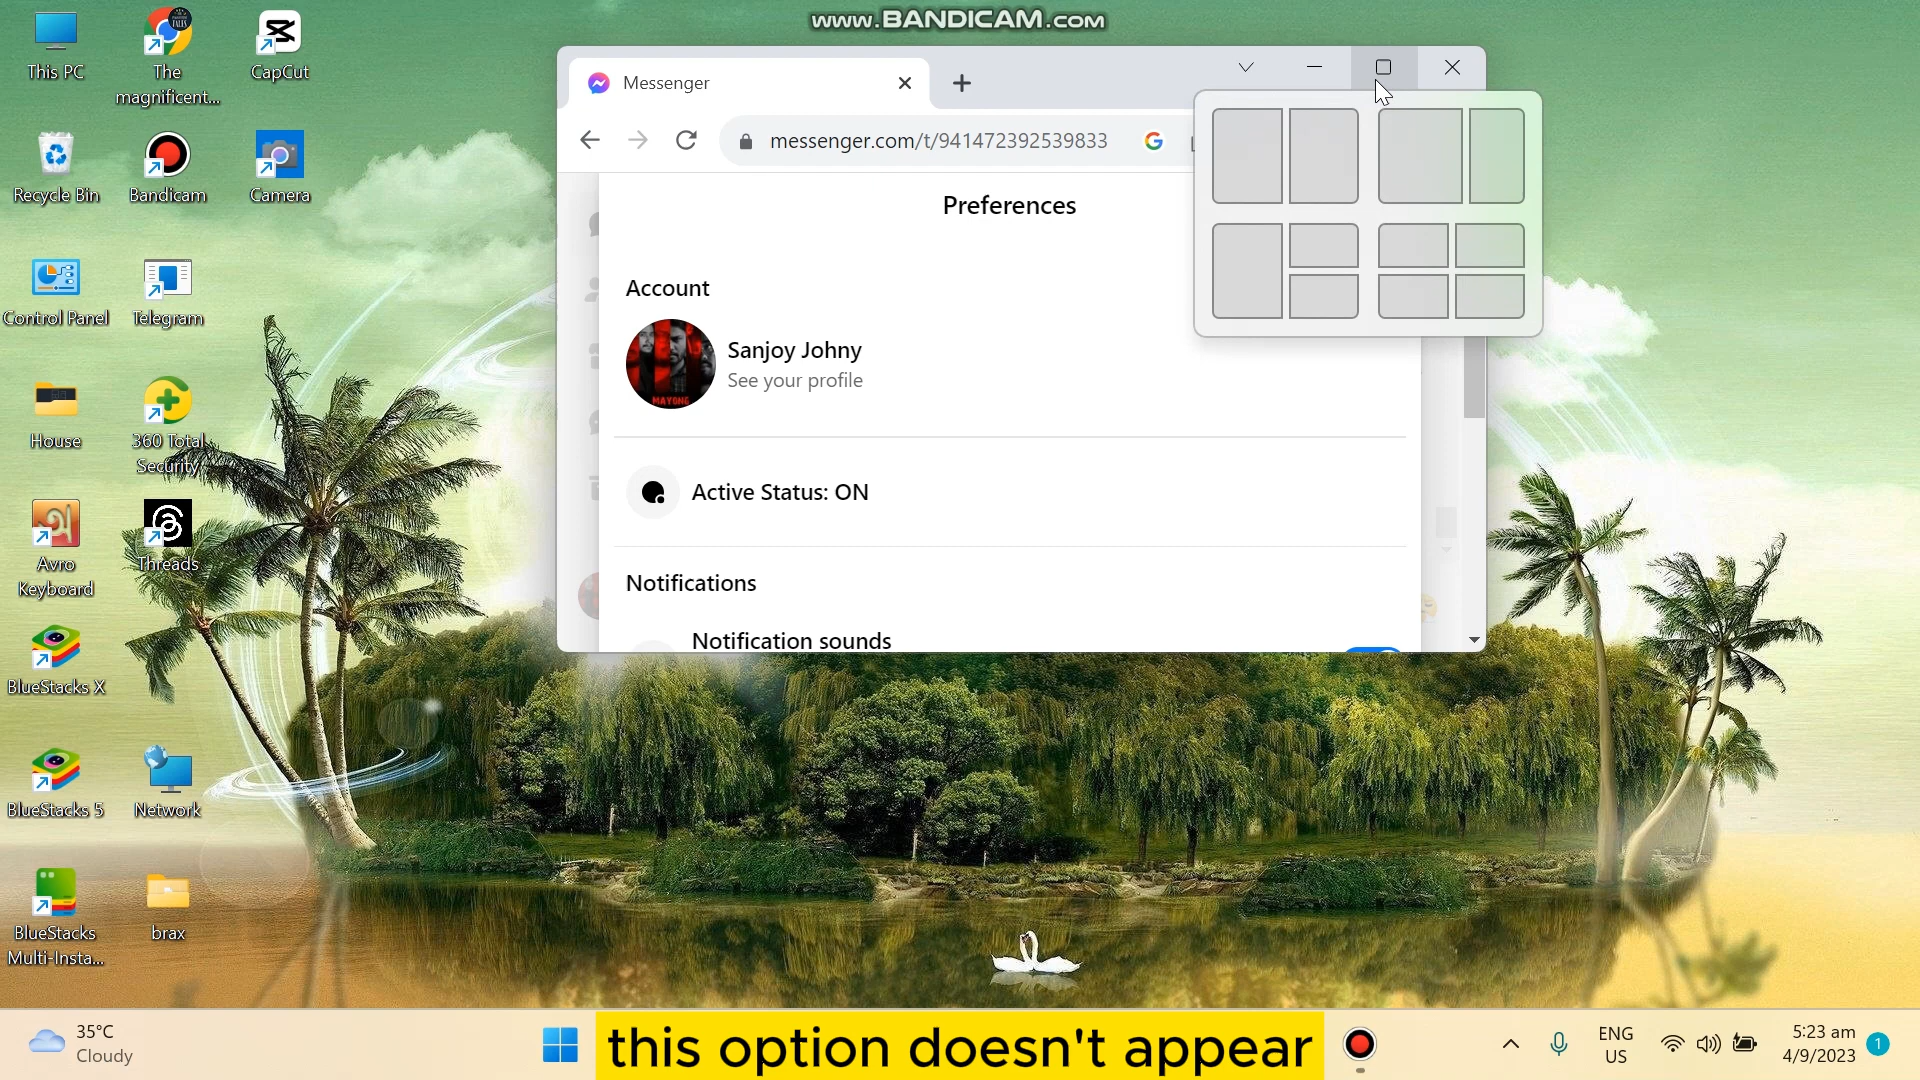 www.BANDICAM.com
This PC
The
magnificent...
CapCut
Recycle Bin
Bandicam
Camera
Control Panel
Telegram
House
360 Total
Security
Avro
Keyboard
Threads
BlueStacks X
BlueStacks 5
Network
BlueStacks
Multi-Insta...
brax
Messenger
messenger.com/t/941472392539833
Preferences
Account
Sanjoy Johny
See your profile
MAYONG
Active Status: ON
Notifications
Notification sounds
35°C
Cloudy
this option doesn't appear
ENG
US
5:23 am
4/9/2023
1